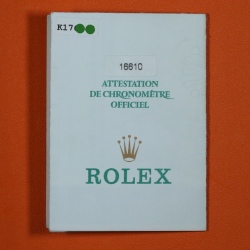 K17
16610
ATTESTATION
DE CHRONOMÈTRE
OFFICIEL
ROLEX